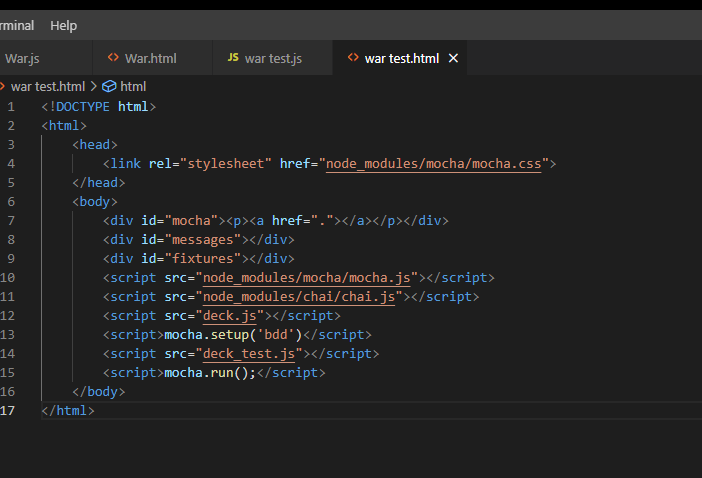 rminal Help
War.js <> War.html JS war test.js <> war test.html ×
war test.html > html
1 <!DOCTYPE html>
2 <html>
3 <head>
4 <link rel="stylesheet" href="node_modules/mocha/mocha.css">
5 </head>
6 <body>
7 <div id="mocha"><p><a href="."></a></p></div>
8 <div id="messages"></div>
9 <div id="fixtures"></div>
10 <script src="node_modules/mocha/mocha.js"></script>
11 <script src="node_modules/chai/chai.js"></script>
12 <script src="deck.js"></script>
13 <script>mocha.setup('bdd')</script>
14 <script src="deck_test.js"></script>
15 <script>mocha.run();</script>
16 </body>
17 </html>